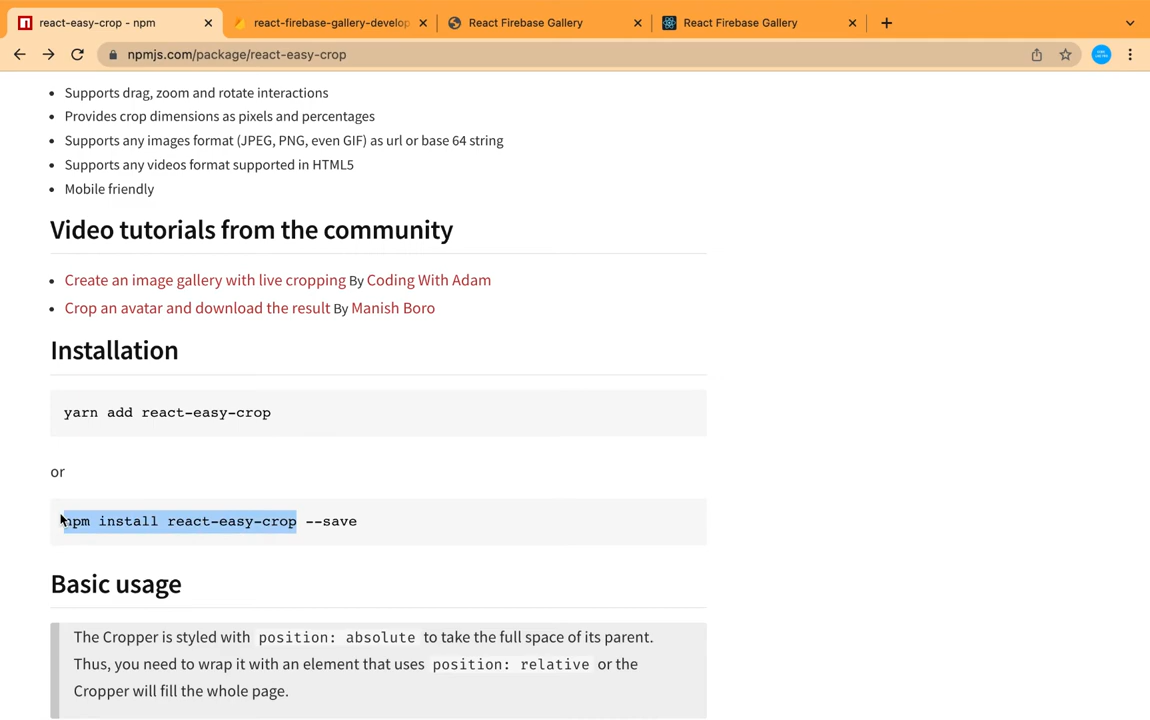 react-easy-crop - npm
react-firebase-gallery-develop
React Firebase Gallery
React Firebase Gallery
npmjs.com/package/react-easy-crop
Supports drag, zoom and rotate interactions
Provides crop dimensions as pixels and percentages
Supports any images format (JPEG, PNG, even GIF) as url or base 64 string
Supports any videos format supported in HTML5
Mobile friendly
Video tutorials from the community
Create an image gallery with live cropping By Coding With Adam
Crop an avatar and download the result By Manish Boro
Installation
yarn add react-easy-crop
or
npm install react-easy-crop --save
Basic usage
The Cropper is styled with position: absolute to take the full space of its parent.
Thus, you need to wrap it with an element that uses position: relative or the
Cropper will fill the whole page.